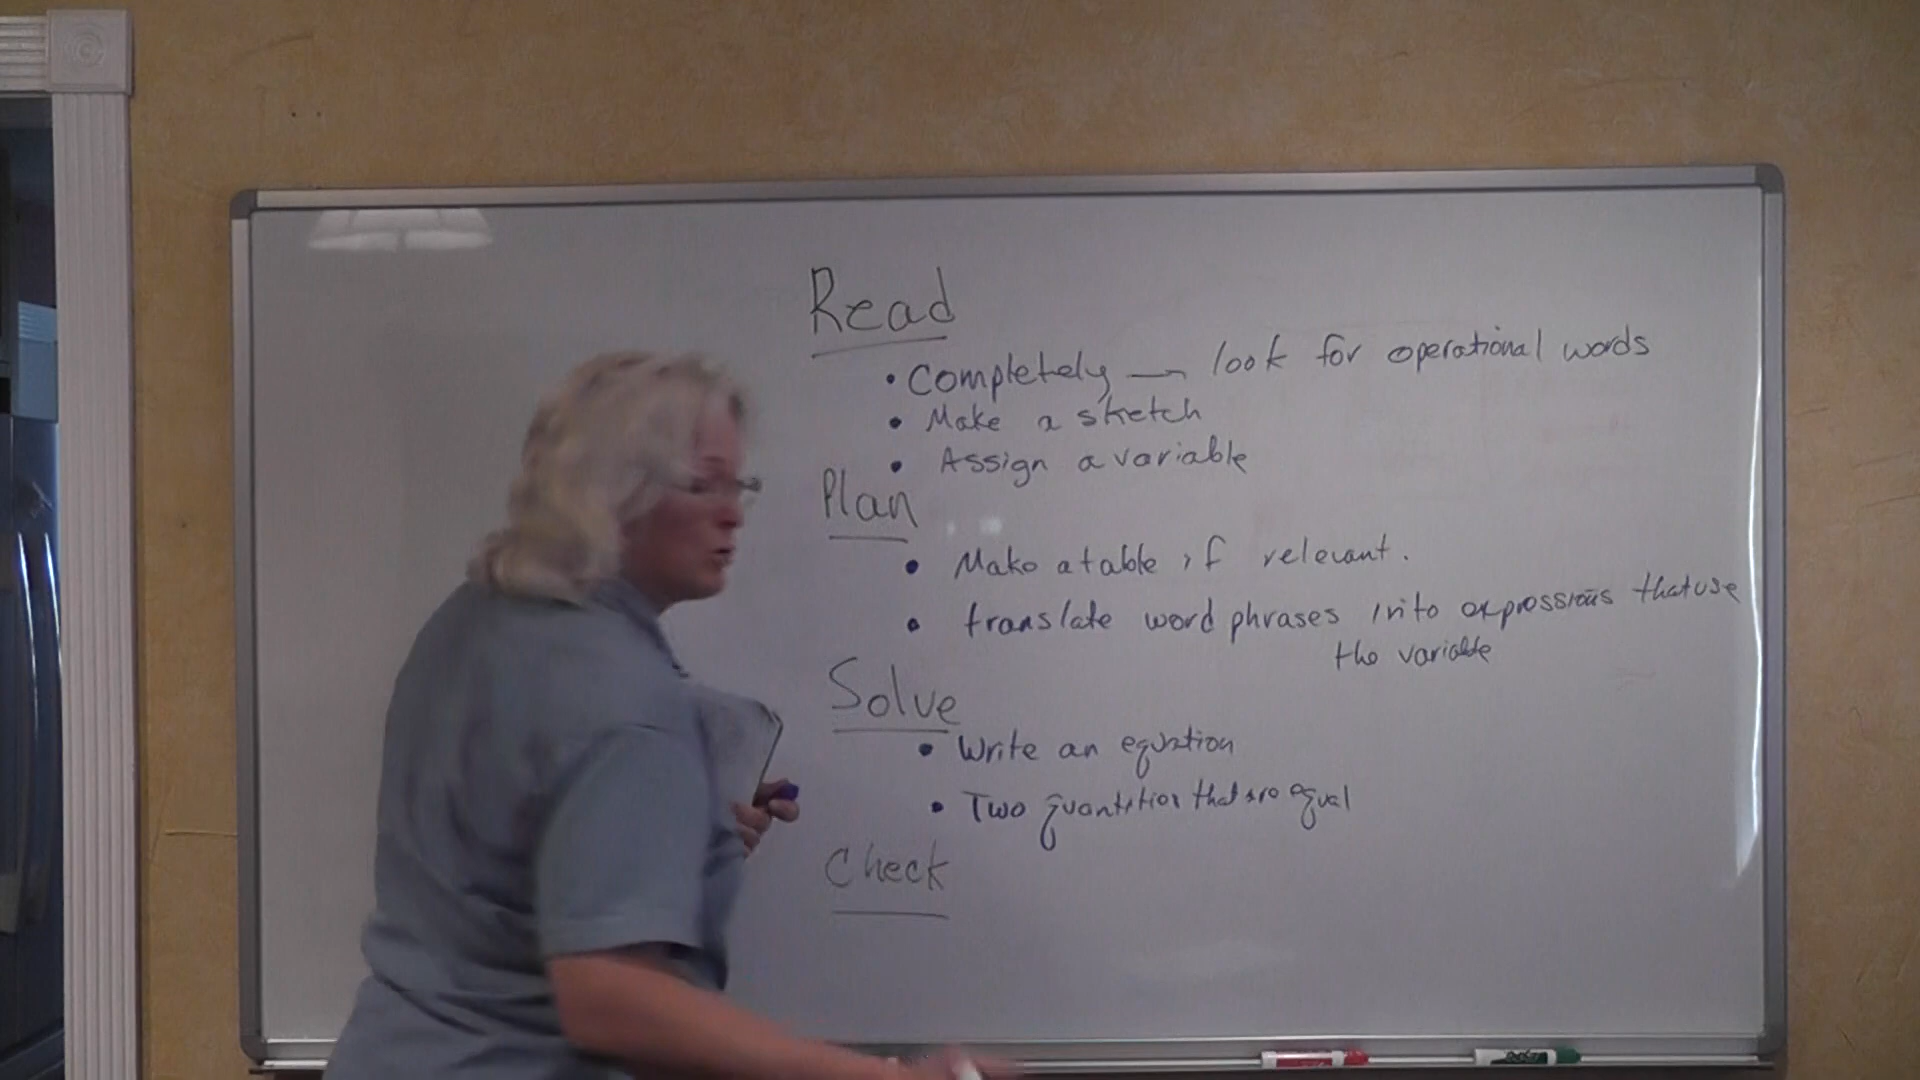 Read
• Completely — look for operational words
• Make a sketch
• Assign a variable
Plan
• Make a table if relevant.
• translate word phrases into expressions that use
the variable
Solve
• Write an equation
• Two quantities that are equal
Check